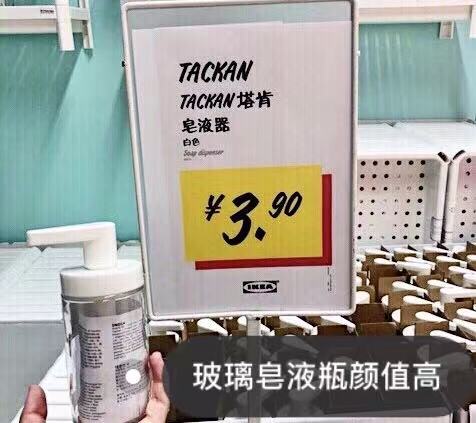 TACKAN
TACKAN 塔肯
皂液器
白色
Soap dispenser
¥3.90
IKEA
玻璃皂液瓶颜值高